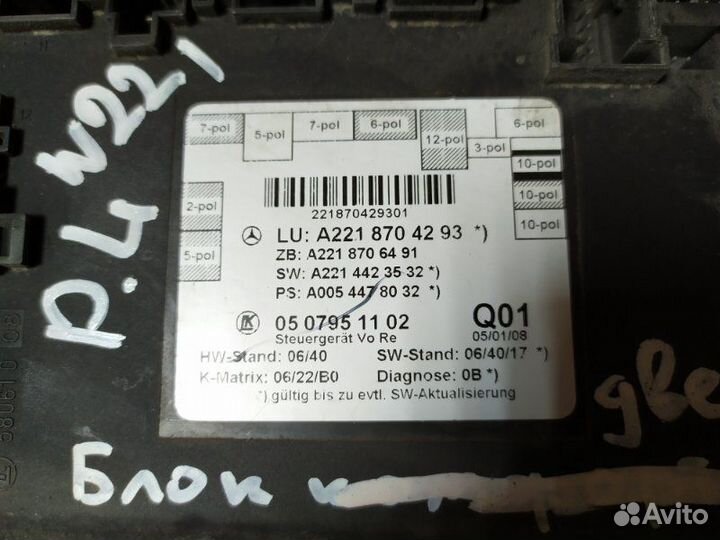 W221
р.4
7-pol 5-pol 7-pol 6-pol 12-pol 3-pol 6-pol
10-pol
10-pol
10-pol
2-pol
5-pol
221870429301
LU: A221 870 42 93 *)
ZB: A221 870 64 91
SW: A221 442 35 32 *)
PS: A005 447 80 32 *)
05 0795 11 02 Q01
Steuergerät Vo Re 05/01/08
HW-Stand: 06/40 SW-Stand: 06/40/17 *)
K-Matrix: 06/22/B0 Diagnose: 0B *)
*) gültig bis zu evtl. SW-Aktualisierung
две
Блок
Avito